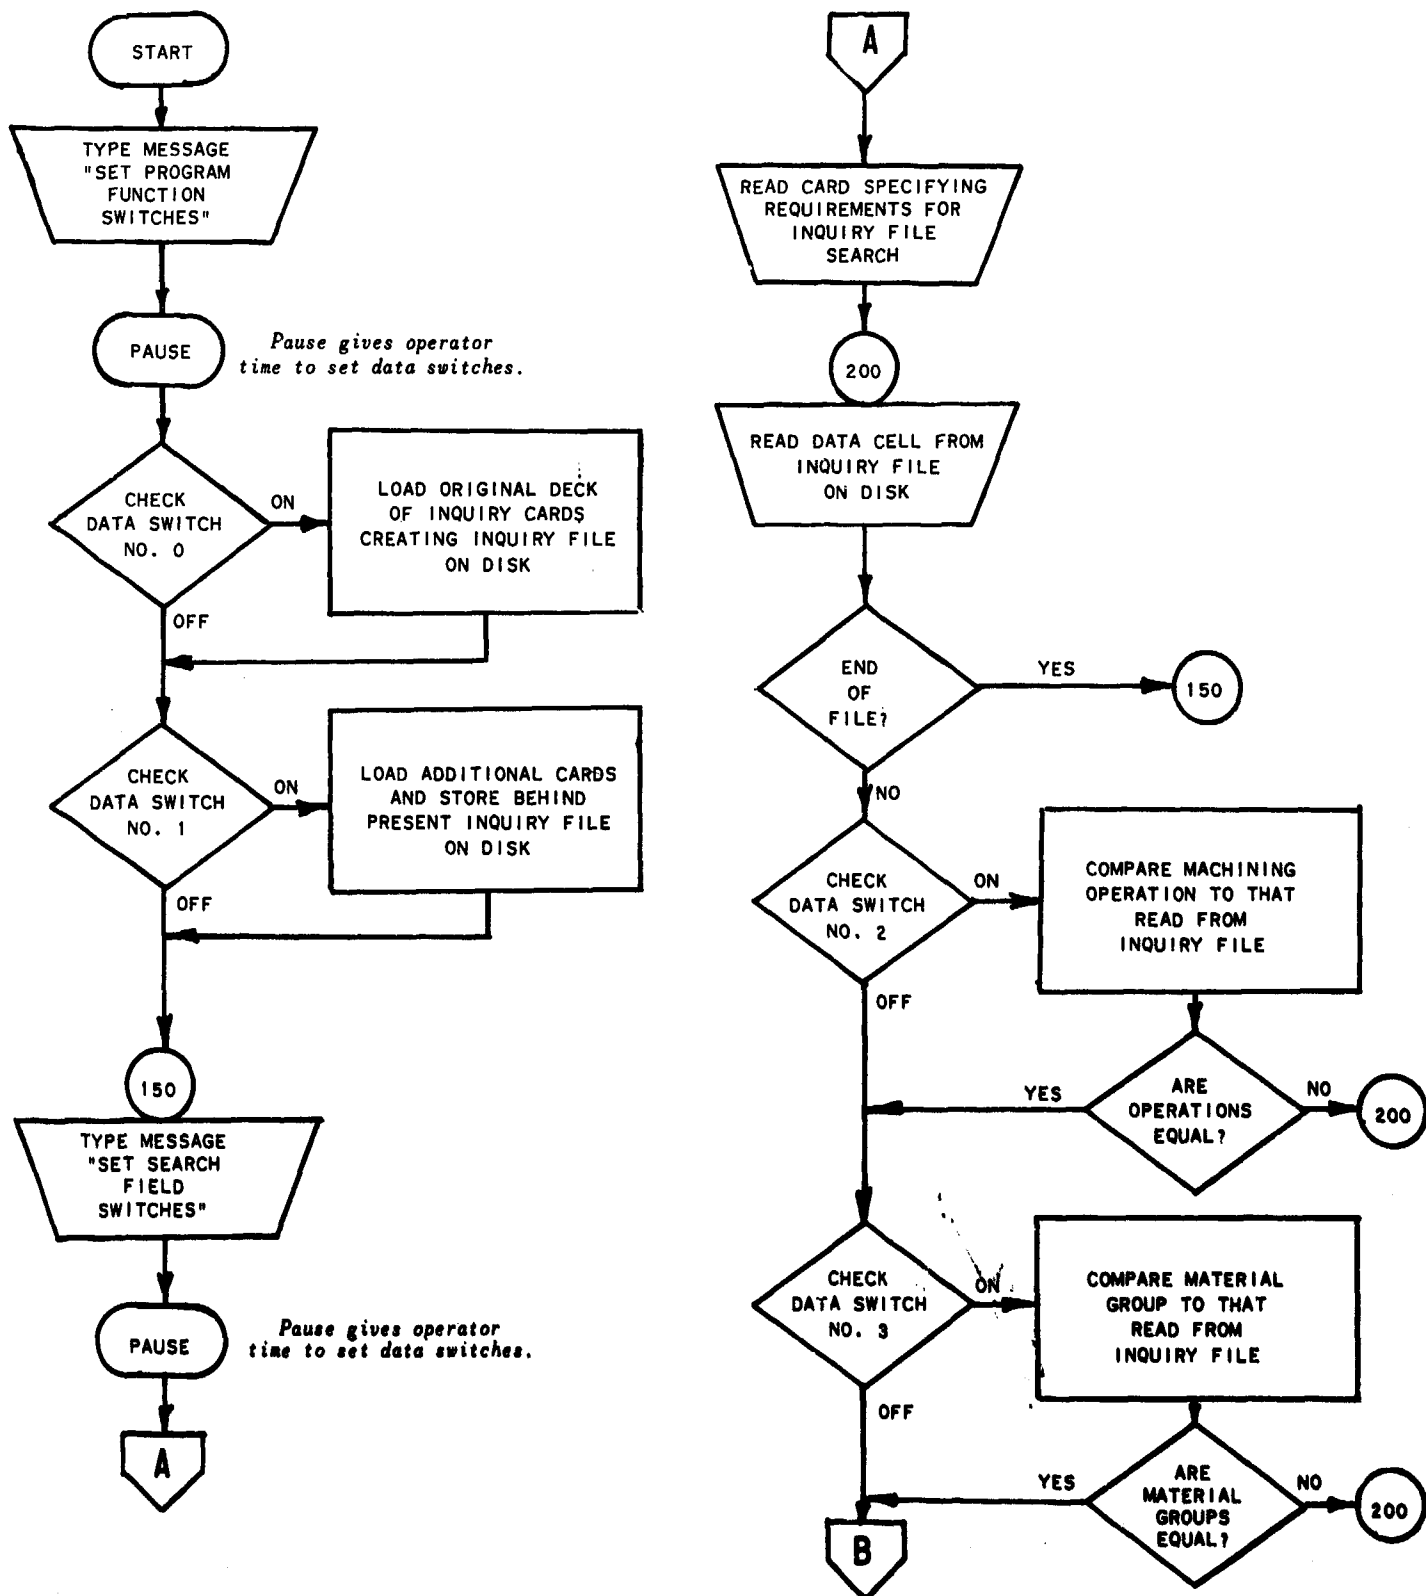 START
TYPE MESSAGE
"SET PROGRAM
FUNCTION
SWITCHES"
PAUSE
Pause gives operator
time to set data switches.
CHECK
DATA SWITCH
NO. 0
ON
LOAD ORIGINAL DECK
OF INQUIRY CARDS
CREATING INQUIRY FILE
ON DISK
OFF
CHECK
DATA SWITCH
NO. 1
ON
LOAD ADDITIONAL CARDS
AND STORE BEHIND
PRESENT INQUIRY FILE
ON DISK
OFF
150
TYPE MESSAGE
"SET SEARCH
FIELD
SWITCHES"
PAUSE
Pause gives operator
time to set data switches.
A
A
READ CARD SPECIFYING
REQUIREMENTS FOR
INQUIRY FILE
SEARCH
200
READ DATA CELL FROM
INQUIRY FILE
ON DISK
END
OF
FILE?
YES
150
NO
CHECK
DATA SWITCH
NO. 2
ON
COMPARE MACHINING
OPERATION TO THAT
READ FROM
INQUIRY FILE
OFF
ARE
OPERATIONS
EQUAL?
YES
NO
200
CHECK
DATA SWITCH
NO. 3
ON
COMPARE MATERIAL
GROUP TO THAT
READ FROM
INQUIRY FILE
OFF
ARE
MATERIAL
GROUPS
EQUAL?
YES
NO
200
B